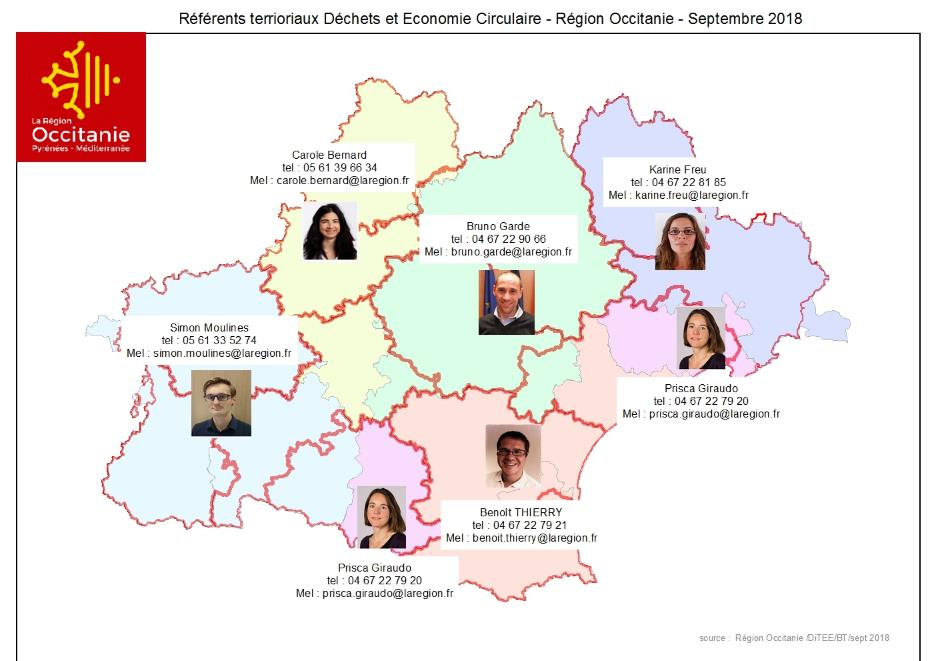 Référents terrioriaux Déchets et Economie Circulaire - Région Occitanie - Septembre 2018
La Région
Occitanie
Pyrénées - Méditerranée
Carole Bernard
tel : 05 61 39 66 34
Mel : carole.bernard@laregion.fr
Karine Freu
tel : 04 67 22 81 85
Mel : karine.freu@laregion.fr
Bruno Garde
tel : 04 67 22 90 66
Mel : bruno.garde@laregion.fr
Simon Moulines
tel : 05 61 33 52 74
Mel : simon.moulines@laregion.fr
Prisca Giraudo
tel : 04 67 22 79 20
Mel : prisca.giraudo@laregion.fr
Benoît THIERRY
tel : 04 67 22 79 21
Mel : benoit.thierry@laregion.fr
Prisca Giraudo
tel : 04 67 22 79 20
Mel : prisca.giraudo@laregion.fr
source : Région Occitanie /DiTEE/BT/sept 2018